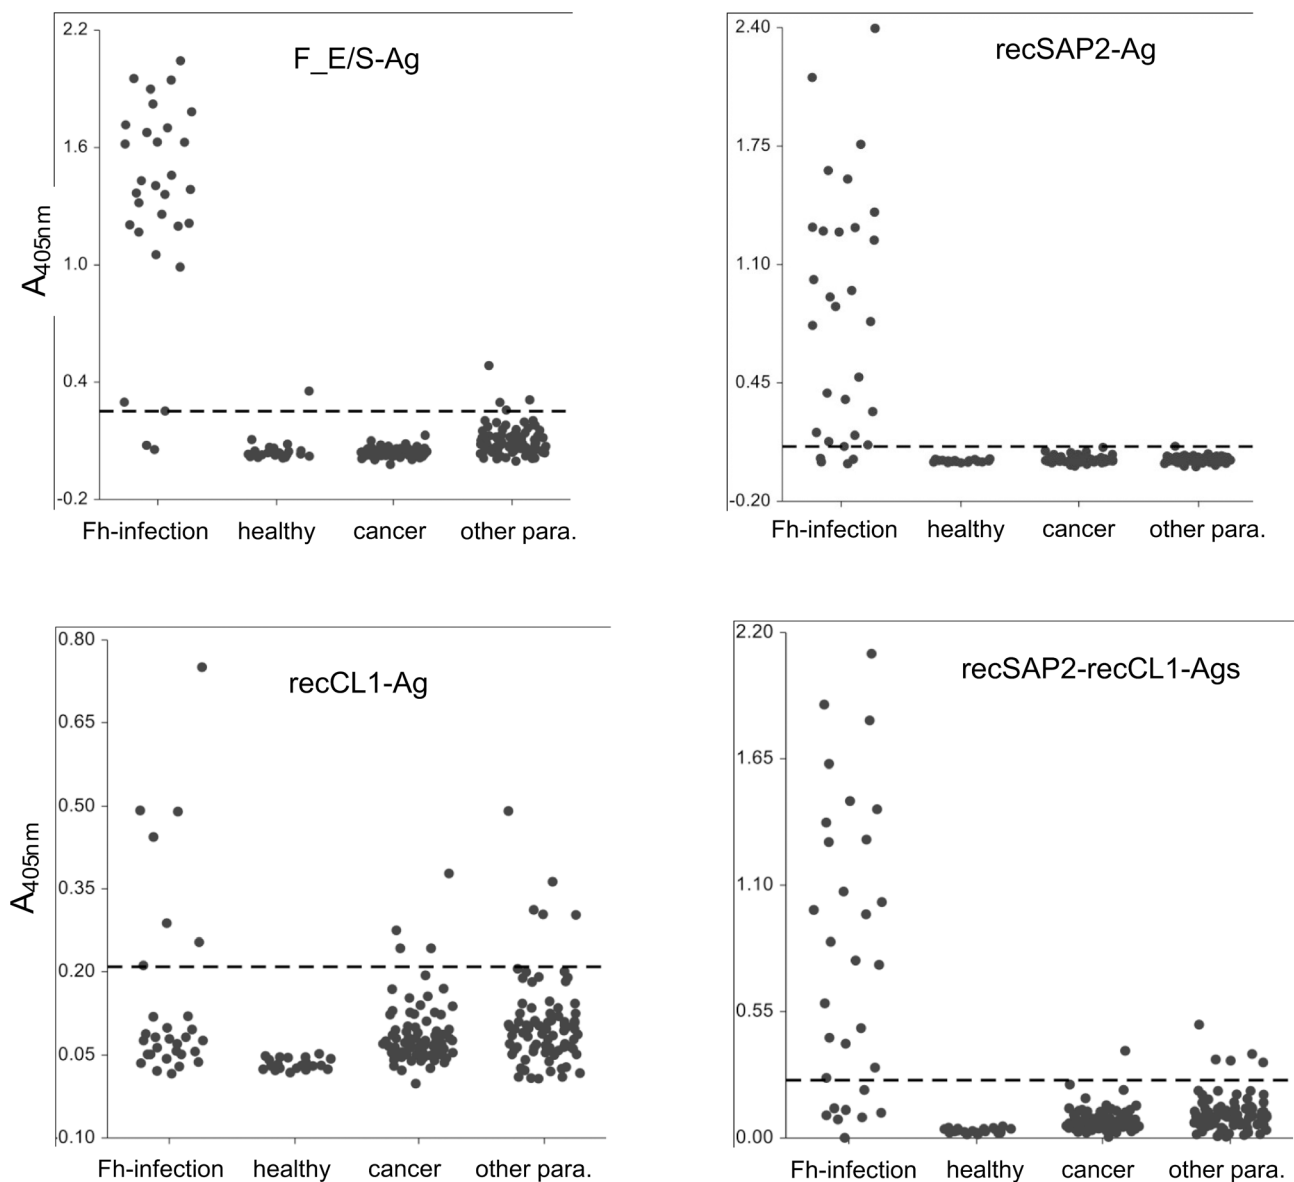 F_E/S-Ag
2.2
1.6
1.0
0.4
-0.2
A405nm
Fh-infection healthy cancer other para.
recSAP2-Ag
2.40
1.75
1.10
0.45
-0.20
Fh-infection healthy cancer other para.
recCL1-Ag
0.80
0.65
0.50
0.35
0.20
0.05
-0.10
A405nm
Fh-infection healthy cancer other para.
recSAP2-recCL1-Ags
2.20
1.65
1.10
0.55
0.00
Fh-infection healthy cancer other para.